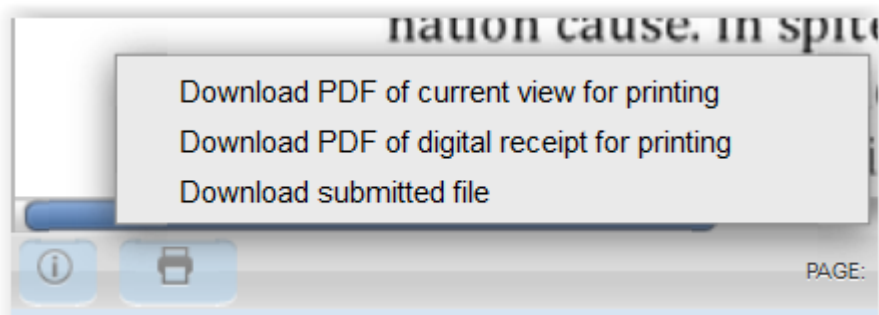 nation cause. In spite
Download PDF of current view for printing
Download PDF of digital receipt for printing
Download submitted file
PAGE: